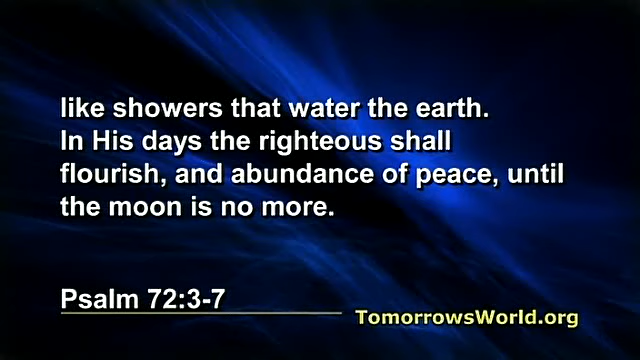 like showers that water the earth.
In His days the righteous shall
flourish, and abundance of peace, until
the moon is no more.
Psalm 72:3-7
TomorrowsWorld.org